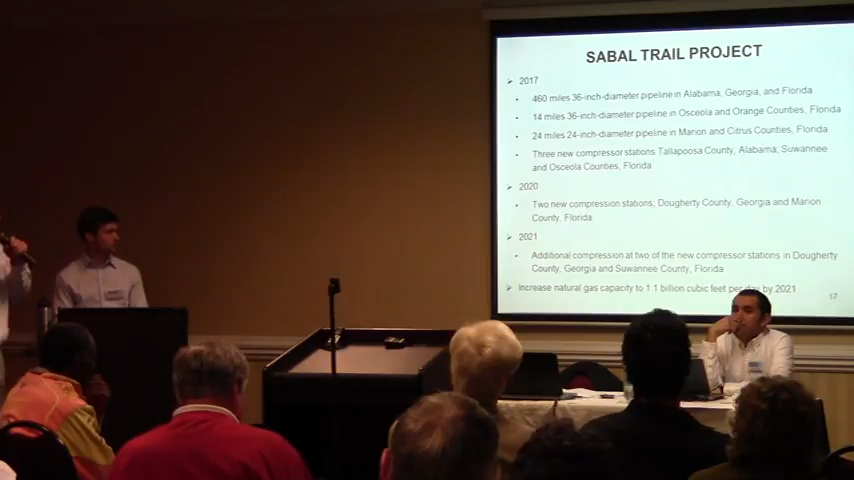 SABAL TRAIL PROJECT
➢ 2017
• 460 miles 36-inch-diameter pipeline in Alabama, Georgia, and Florida
• 14 miles 36-inch-diameter pipeline in Osceola and Orange Counties, Florida
• 24 miles 24-inch-diameter pipeline in Marion and Citrus Counties, Florida
• Three new compressor stations Tallapoosa County, Alabama; Suwannee
and Osceola Counties, Florida
➢ 2020
• Two new compression stations; Dougherty County, Georgia and Marion
County, Florida
➢ 2021
• Additional compression at two of the new compressor stations in Dougherty
County, Georgia and Suwannee County, Florida
➢ Increase natural gas capacity to 1.1 billion cubic feet per day by 2021
17